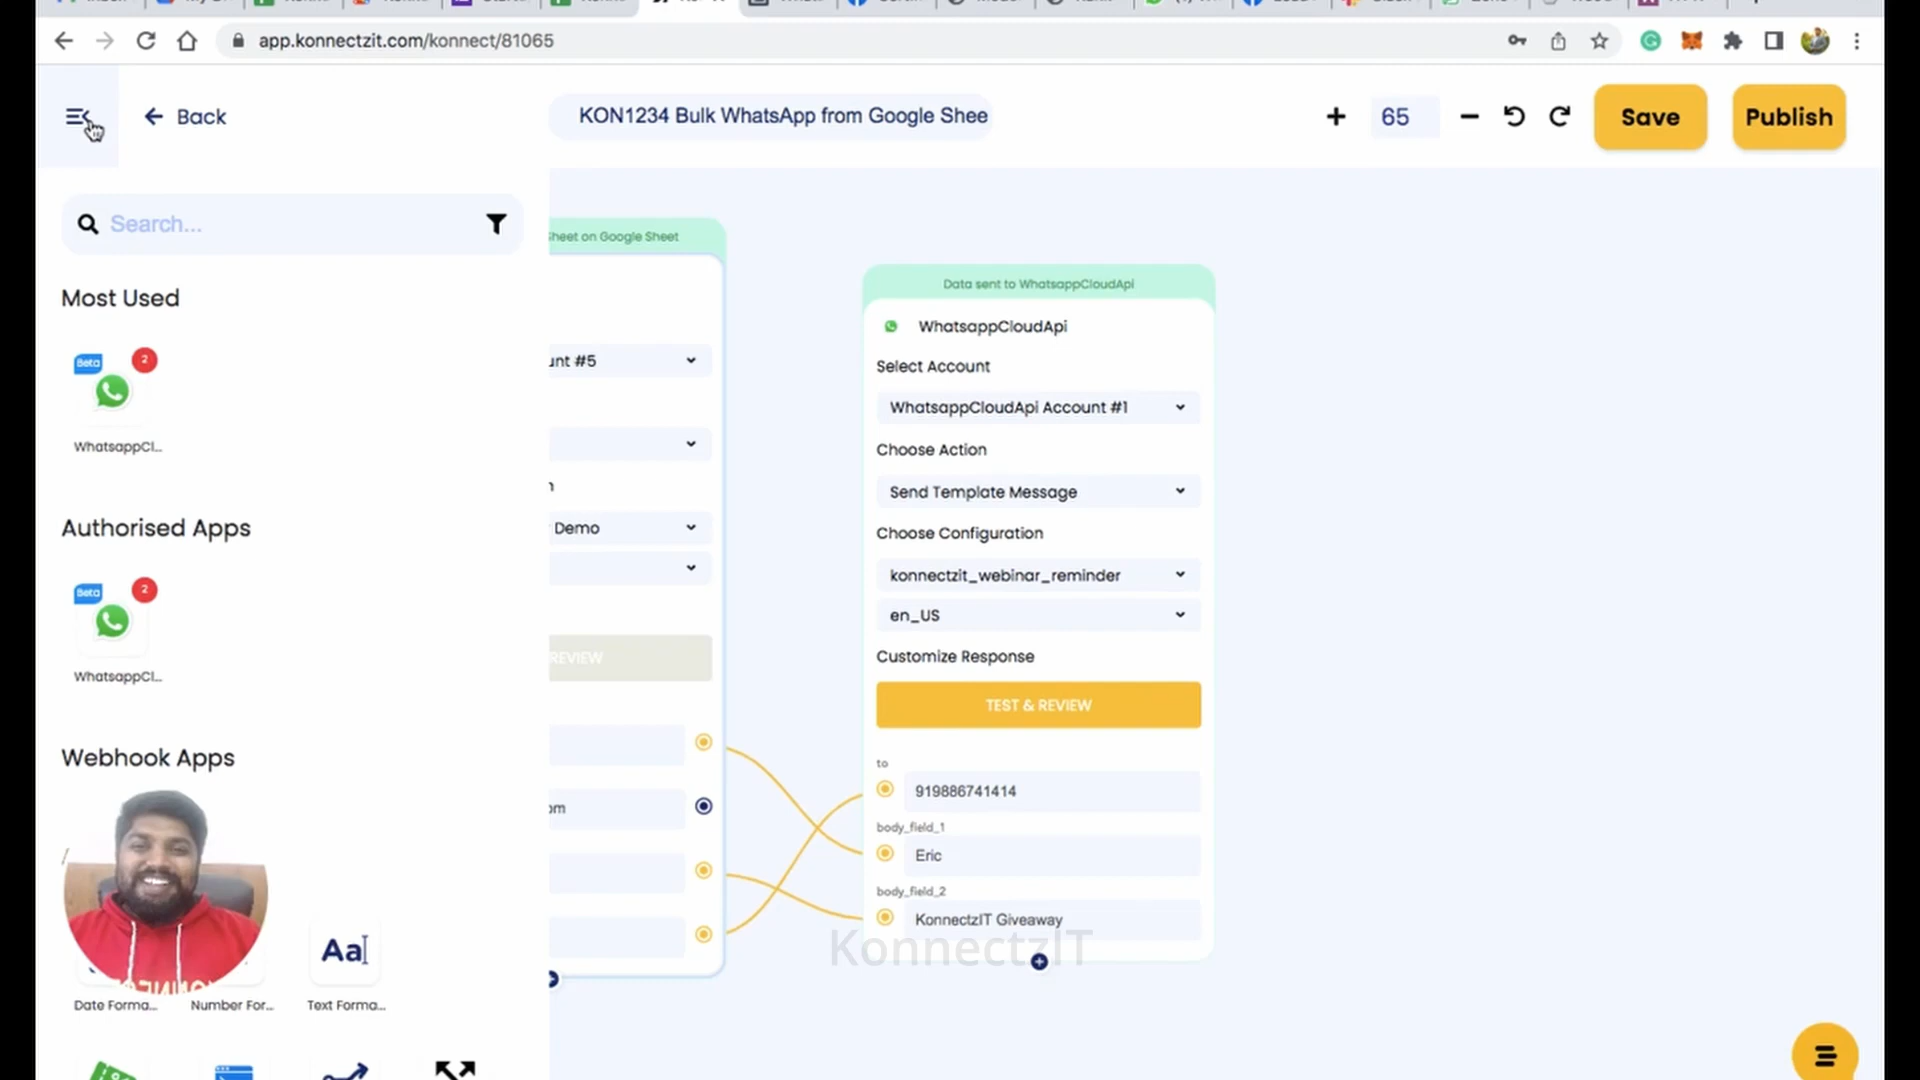 app.konnectzit.com/konnect/81065
Back
KON1234 Bulk WhatsApp from Google Shee
65
Save
Publish
Search...
Most Used
Beta
2
WhatsappCl...
Authorised Apps
Beta
2
WhatsappCl...
Webhook Apps
Aa
Date Forma...
Number For...
Text Forma...
Sheet on Google Sheet
unt #5
Demo
REVIEW
om
Data sent to WhatsappCloudApi
WhatsappCloudApi
Select Account
WhatsappCloudApi Account #1
Choose Action
Send Template Message
Choose Configuration
konnectzit_webinar_reminder
en_US
Customize Response
TEST & REVIEW
to
919886741414
body_field_1
Eric
body_field_2
KonnectzIT Giveaway
KonnectzIT